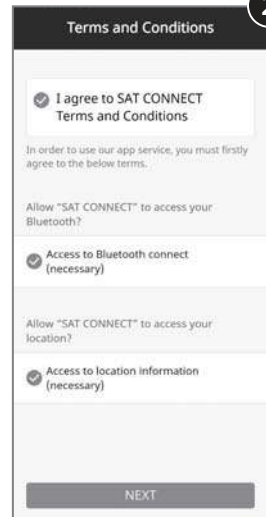 Terms and Conditions
I agree to SAT CONNECT
Terms and Conditions
In order to use our app service, you must firstly
agree to the below terms.
Allow "SAT CONNECT" to access your
Bluetooth?
Access to Bluetooth connect
(necessary)
Allow "SAT CONNECT" to access your
location?
Access to location information
(necessary)
NEXT